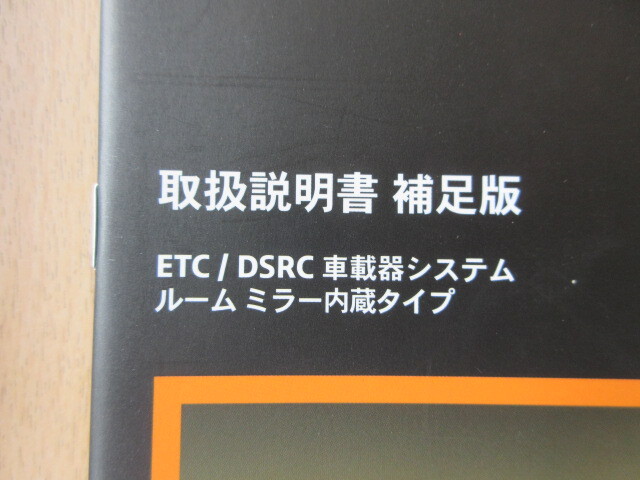 取扱説明書 補足版
ETC / DSRC 車載器システム
ルーム ミラー内蔵タイプ